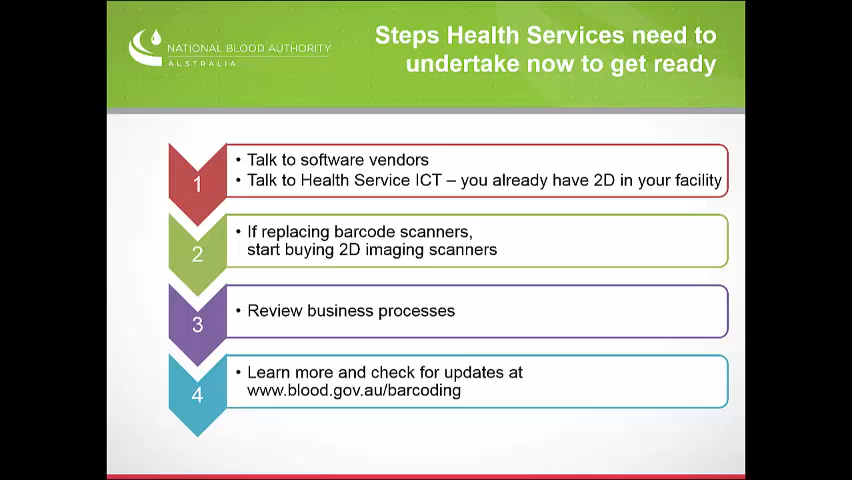 NATIONAL BLOOD AUTHORITY
AUSTRALIA
Steps Health Services need to
undertake now to get ready
1
• Talk to software vendors
• Talk to Health Service ICT – you already have 2D in your facility
2
• If replacing barcode scanners,
start buying 2D imaging scanners
3
• Review business processes
4
• Learn more and check for updates at
www.blood.gov.au/barcoding